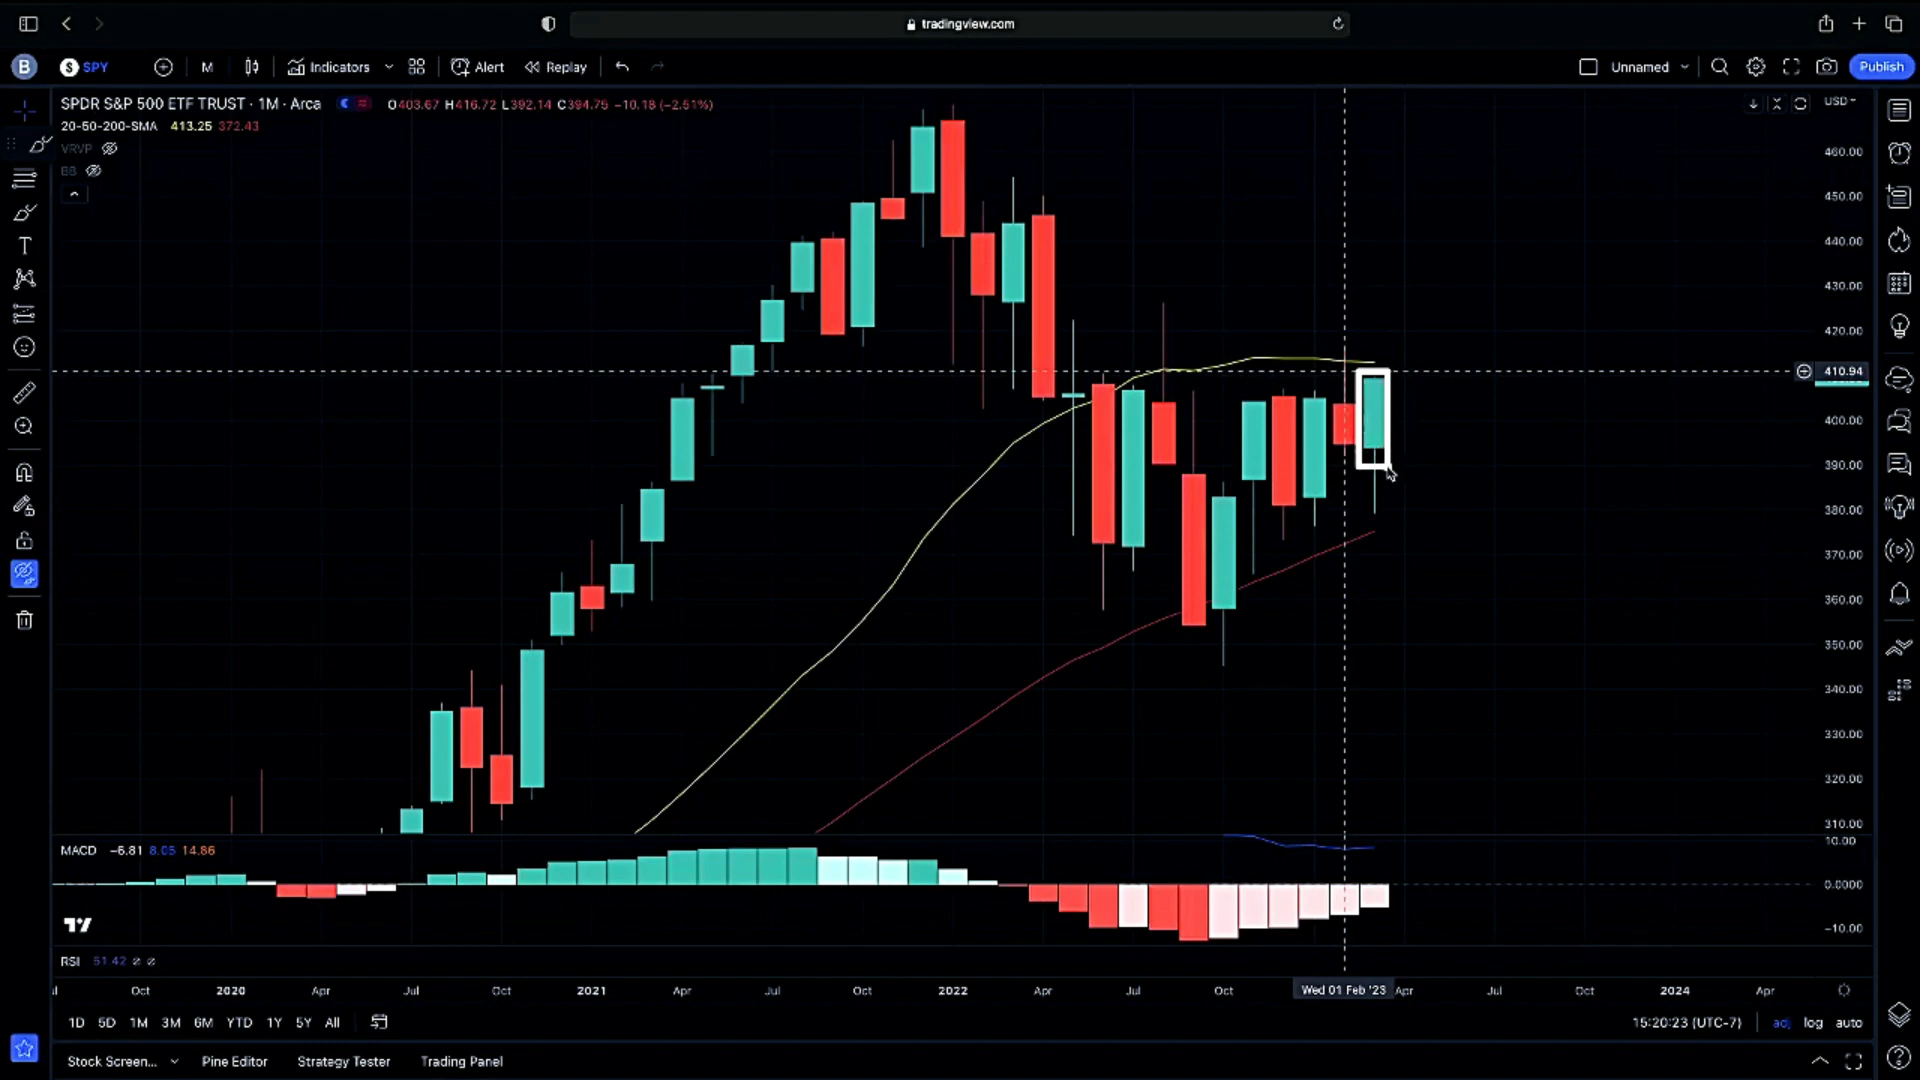 tradingview.com
B SPY M Indicators Alert Replay Unnamed Publish
SPDR S&P 500 ETF TRUST · 1M · Arca O403.67 H416.72 L392.14 C394.75 −10.18 (−2.51%) USD
20-50-200-SMA 413.25 372.43
VRVP
BB
460.00
450.00
440.00
430.00
420.00
410.94
400.00
390.00
380.00
370.00
360.00
350.00
340.00
330.00
320.00
310.00
MACD −6.81 8.05 14.86
10.00
0.0000
−10.00
RSI 51.42 ø ø
Oct 2020 Apr Jul Oct 2021 Apr Jul Oct 2022 Apr Jul Oct Wed 01 Feb '23 Apr Jul Oct 2024 Apr
1D 5D 1M 3M 6M YTD 1Y 5Y All 15:20:23 (UTC-7) adj log auto
Stock Screen... Pine Editor Strategy Tester Trading Panel